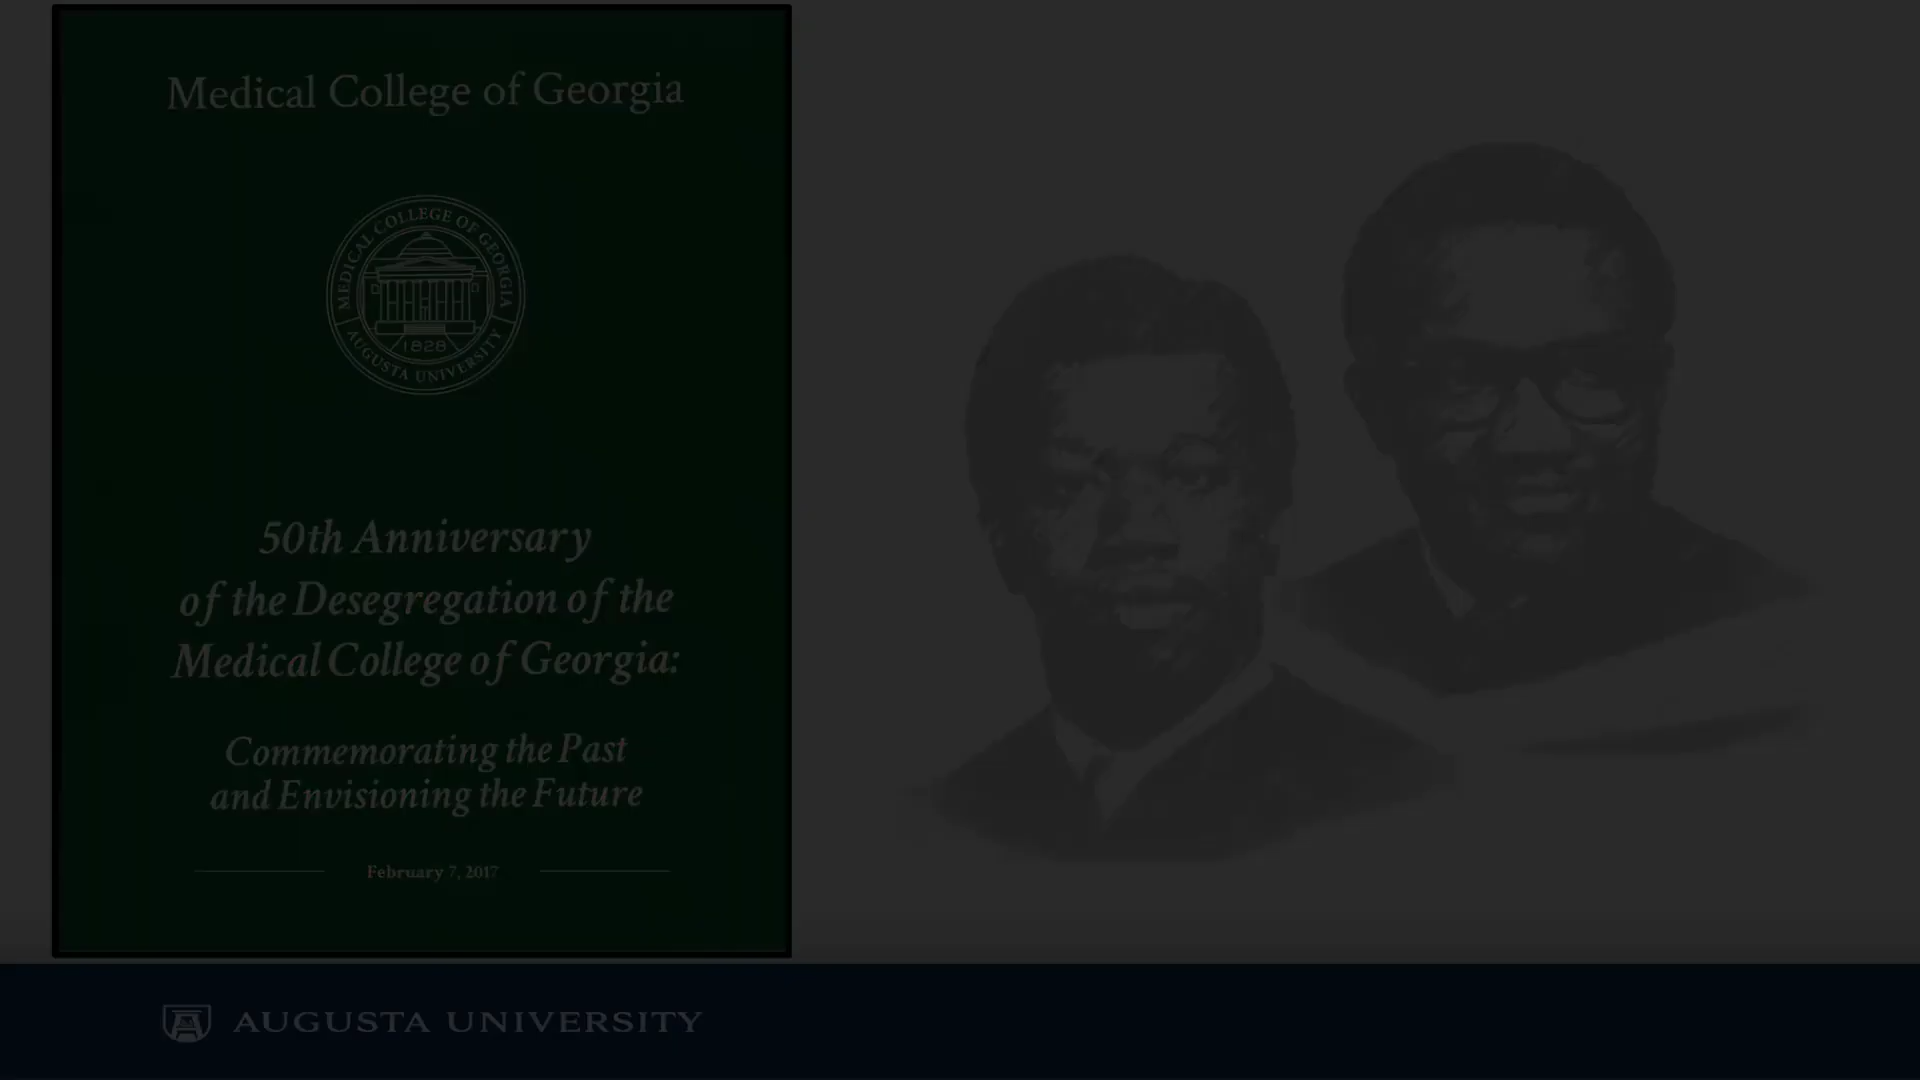 Medical College of Georgia
MEDICAL COLLEGE OF GEORGIA
1828
AUGUSTA UNIVERSITY
50th Anniversary
of the Desegregation of the
Medical College of Georgia:
Commemorating the Past
and Envisioning the Future
February 7, 2017
AUGUSTA UNIVERSITY